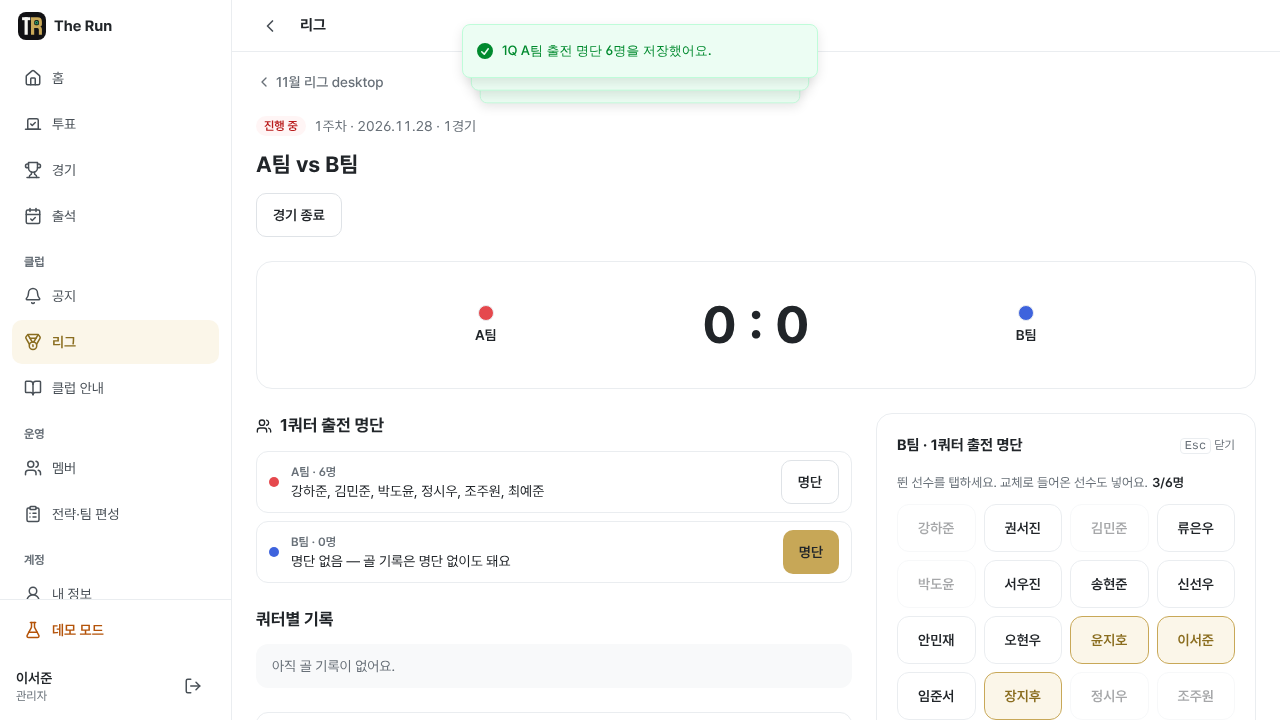 TR The Run
홈
투표
경기
출석
클럽
공지
리그
클럽 안내
운영
멤버
전략·팀 편성
계정
내 정보
데모 모드
이서준
관리자
리그
1Q A팀 출전 명단 6명을 저장했어요.
11월 리그 desktop
진행 중 1주차 · 2026.11.28 · 1경기
A팀 vs B팀
경기 종료
A팀
0 : 0
B팀
1쿼터 출전 명단
A팀 · 6명
강하준, 김민준, 박도윤, 정시우, 조주원, 최예준
명단
B팀 · 0명
명단 없음 — 골 기록은 명단 없이도 돼요
명단
쿼터별 기록
아직 골 기록이 없어요.
B팀 · 1쿼터 출전 명단 Esc 닫기
뛴 선수를 탭하세요. 교체로 들어온 선수도 넣어요. 3/6명
강하준 권서진 김민준 류은우
박도윤 서우진 송현준 신선우
안민재 오현우 윤지호 이서준
임준서 장지후 정시우 조주원